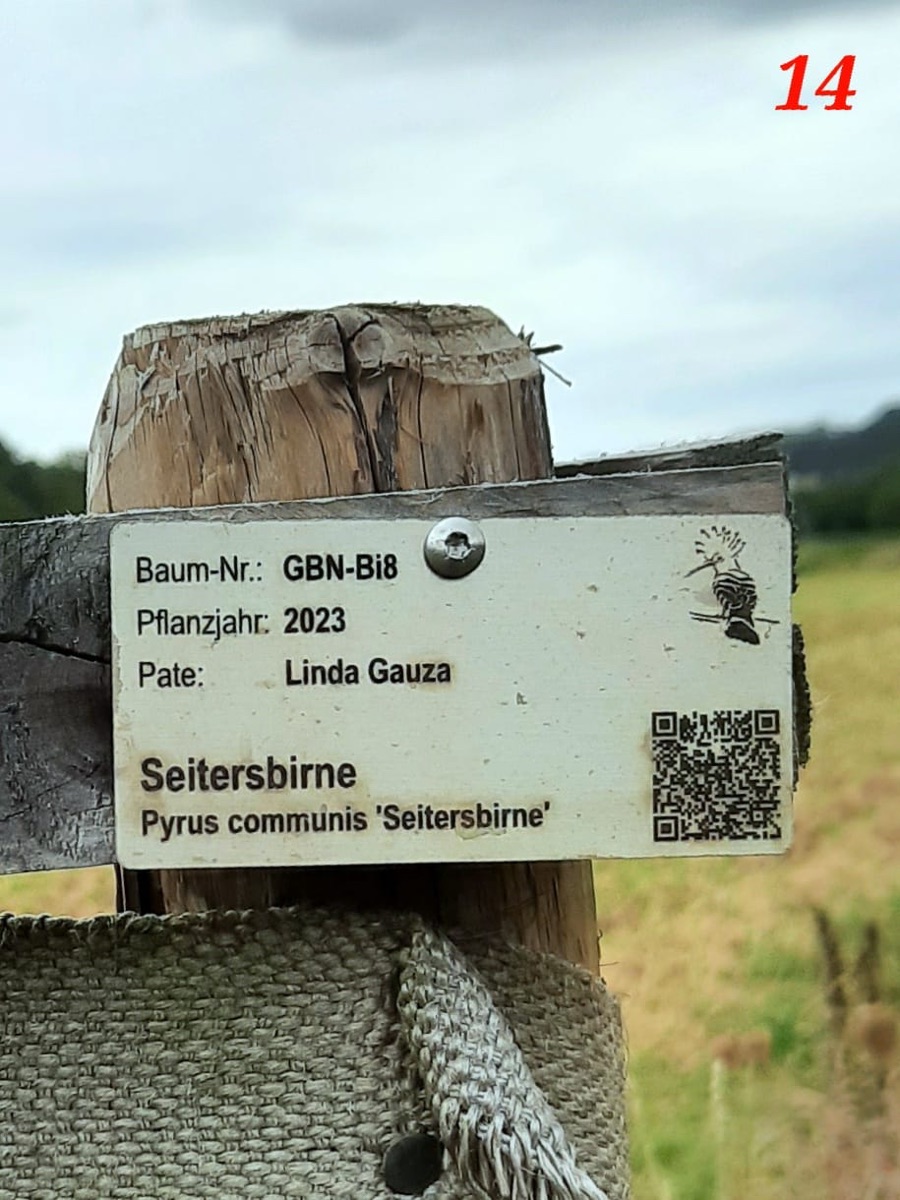 14
Baum-Nr.: GBN-Bi8
Pflanzjahr: 2023
Pate: Linda Gauza
Seitersbirne
Pyrus communis 'Seitersbirne'